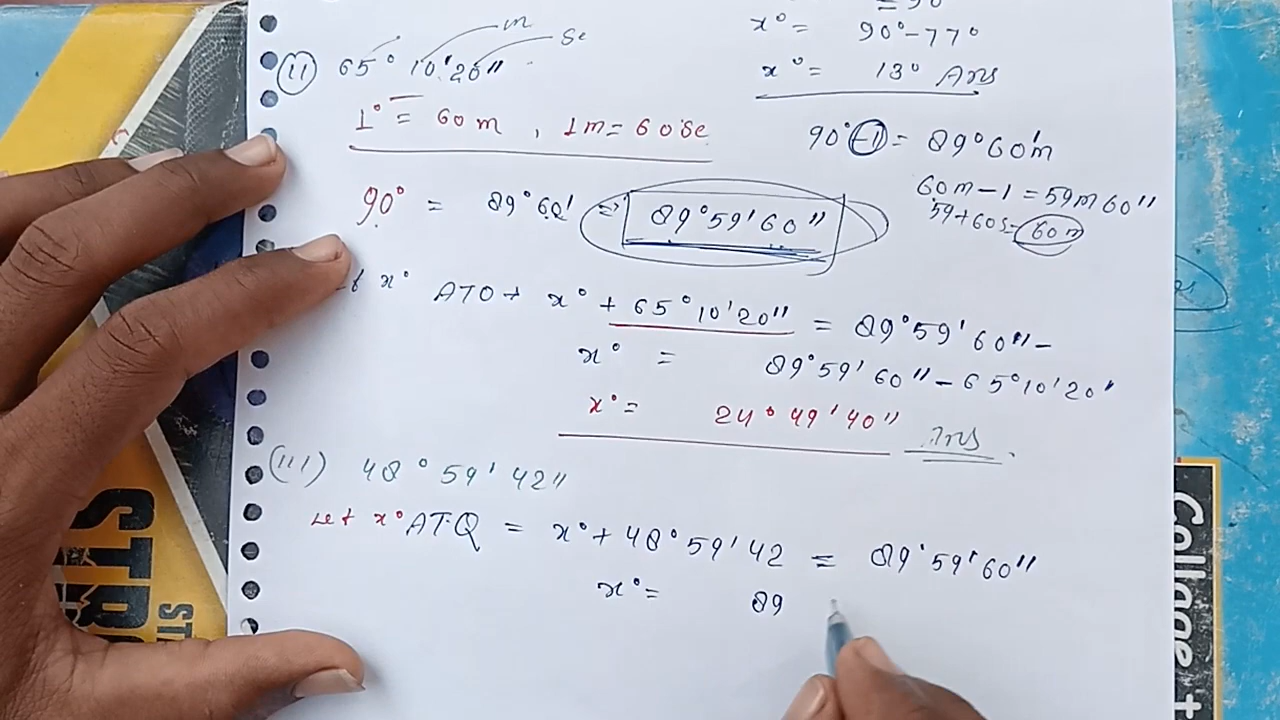 = 90
x° = 90° - 77°
x° = 13° Ans
m
Se
(ii) 65° 10' 20"
1° = 60 m , 1m = 60 Se
90° -1 = 89° 60'm
60 m - 1 = 59 m 60"
59 + 60 s = 60 m
90° = 89° 60' ⇒ 89° 59' 60"
x° ATQ x° + 65° 10' 20" = 89° 59' 60" -
x° = 89° 59' 60" - 65° 10' 20"
x° = 24° 49' 40" Ans
(iii) 48° 59' 42"
Let x° ATQ = x° + 48° 59' 42 = 89° 59' 60"
x° = 89
Collage